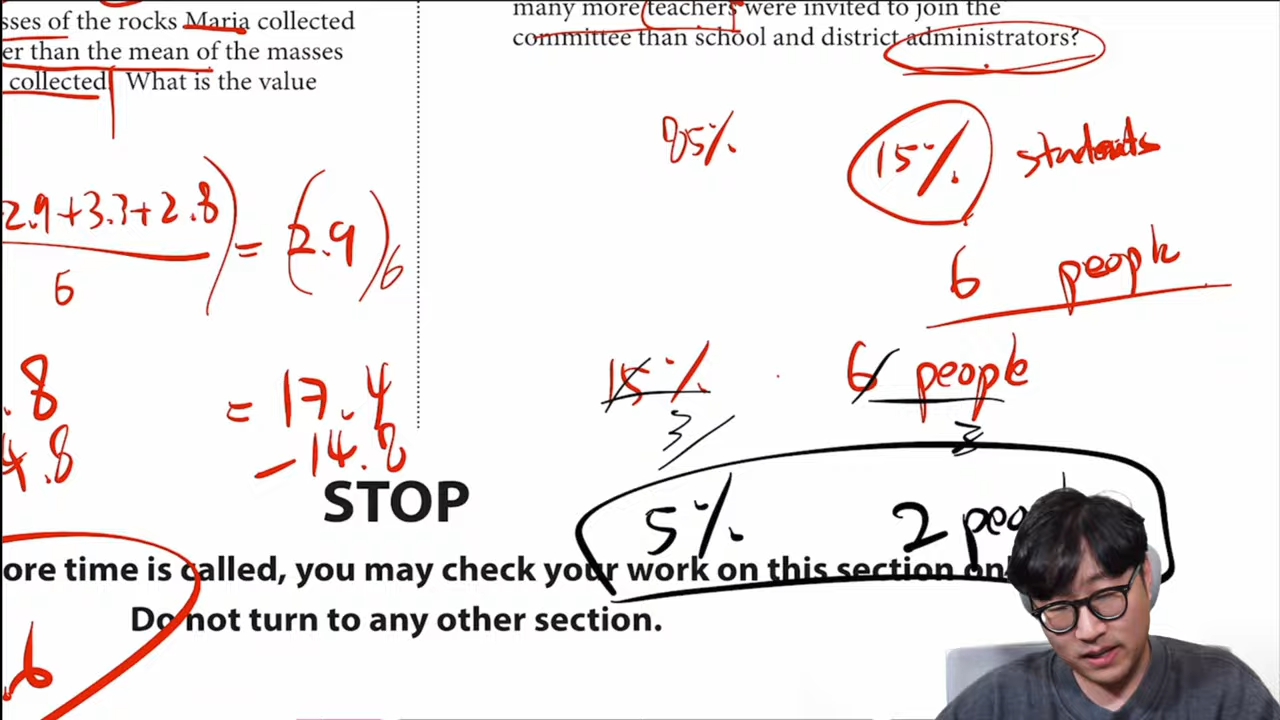 sses of the rocks Maria collected
er than the mean of the masses
collected. What is the value
2.9+3.3+2.8
6
= (2.9)6
.8
4.8
= 17.4
-14.8
.6
many more teachers were invited to join the
committee than school and district administrators?
85% 15% students
6 people
15% 6 people
3 3
5% 2 peo
STOP
ore time is called, you may check your work on this section on
Do not turn to any other section.